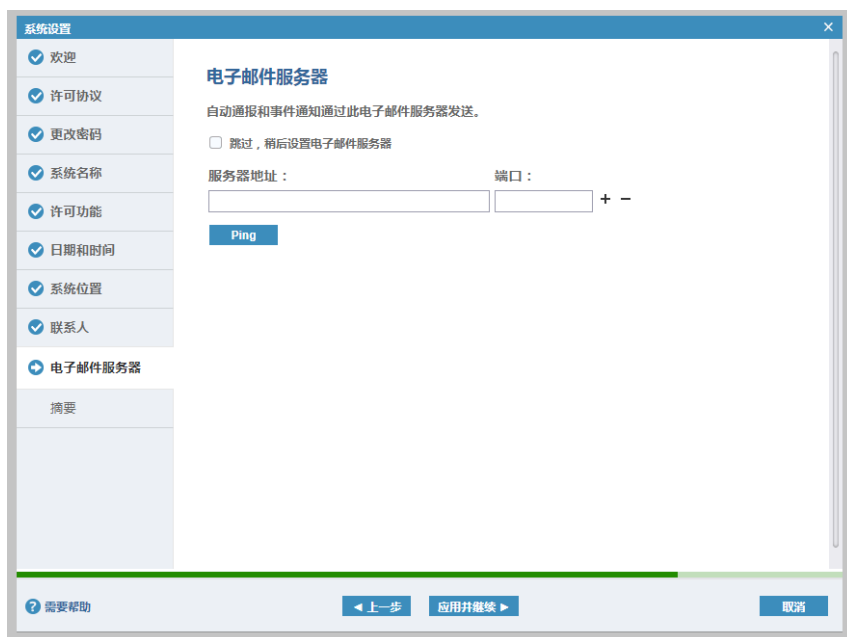 系统设置
欢迎
许可协议
更改密码
系统名称
许可功能
日期和时间
系统位置
联系人
电子邮件服务器
摘要
电子邮件服务器
自动通报和事件通知通过此电子邮件服务器发送。
跳过，稍后设置电子邮件服务器
服务器地址： 端口：
Ping
需要帮助 上一步 应用并继续 取消